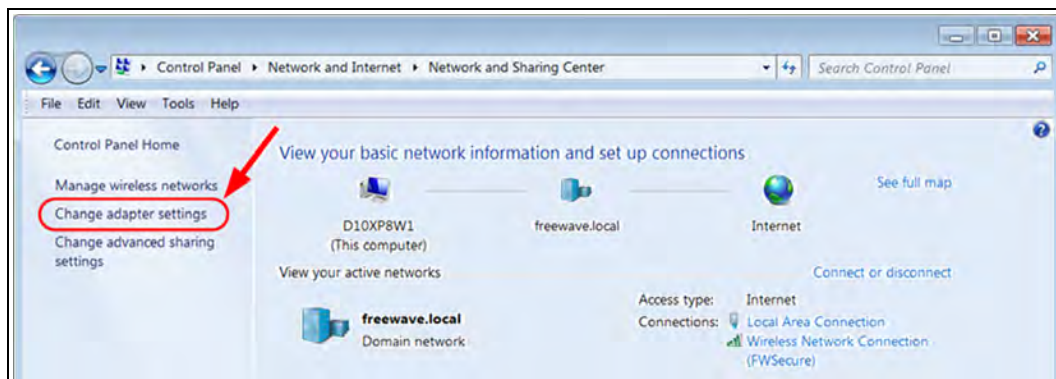 Control Panel ▸ Network and Internet ▸ Network and Sharing Center
Search Control Panel
File Edit View Tools Help
Control Panel Home
Manage wireless networks
Change adapter settings
Change advanced sharing
settings
View your basic network information and set up connections
See full map
D10XP8W1
(This computer)
freewave.local
Internet
View your active networks
Connect or disconnect
freewave.local
Domain network
Access type: Internet
Connections: Local Area Connection
Wireless Network Connection
(FWSecure)